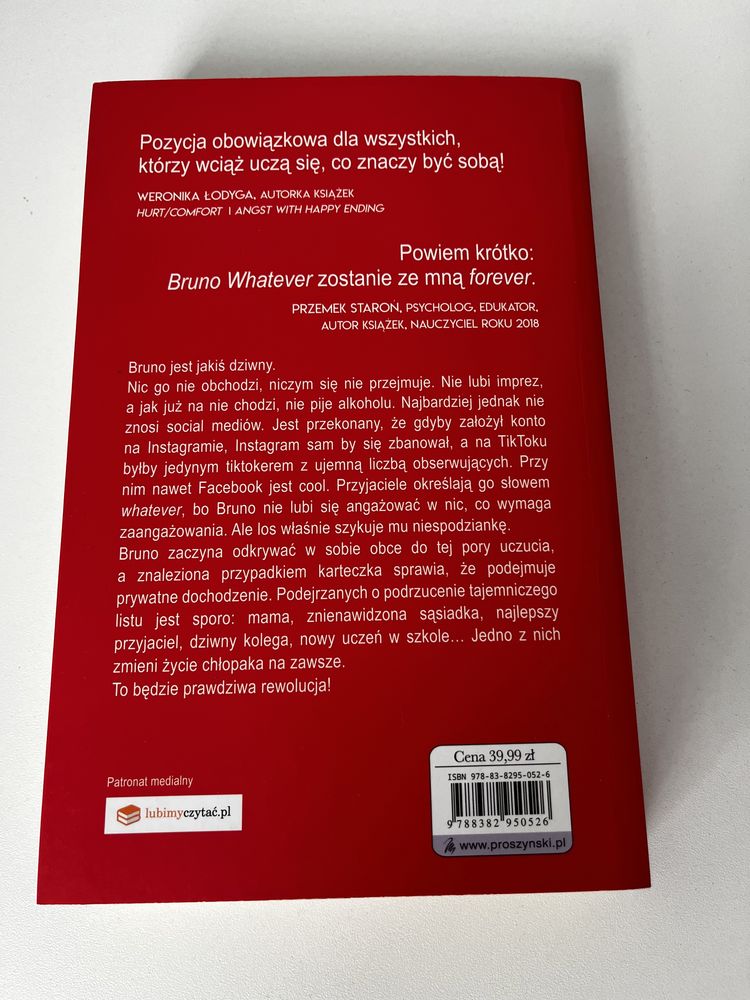 Pozycja obowiązkowa dla wszystkich,
którzy wciąż uczą się, co znaczy być sobą!
WERONIKA ŁODYGA, AUTORKA KSIĄŻEK
HURT/COMFORT I ANGST WITH HAPPY ENDING
Powiem krótko:
Bruno Whatever zostanie ze mną forever.
PRZEMEK STAROŃ, PSYCHOLOG, EDUKATOR,
AUTOR KSIĄŻEK, NAUCZYCIEL ROKU 2018
Bruno jest jakiś dziwny.
Nic go nie obchodzi, niczym się nie przejmuje. Nie lubi imprez,
a jak już na nie chodzi, nie pije alkoholu. Najbardziej jednak nie
znosi social mediów. Jest przekonany, że gdyby założył konto
na Instagramie, Instagram sam by się zbanował, a na TikToku
byłby jedynym tiktokerem z ujemną liczbą obserwujących. Przy
nim nawet Facebook jest cool. Przyjaciele określają go słowem
whatever, bo Bruno nie lubi się angażować w nic, co wymaga
zaangażowania. Ale los właśnie szykuje mu niespodziankę.
Bruno zaczyna odkrywać w sobie obce do tej pory uczucia,
a znaleziona przypadkiem karteczka sprawia, że podejmuje
prywatne dochodzenie. Podejrzanych o podrzucenie tajemniczego
listu jest sporo: mama, znienawidzona sąsiadka, najlepszy
przyjaciel, dziwny kolega, nowy uczeń w szkole… Jedno z nich
zmieni życie chłopaka na zawsze.
To będzie prawdziwa rewolucja!
Patronat medialny
lubimyczytać.pl
Cena 39,99 zł
ISBN 978-83-8295-052-6
9 788382 950526
www.proszynski.pl